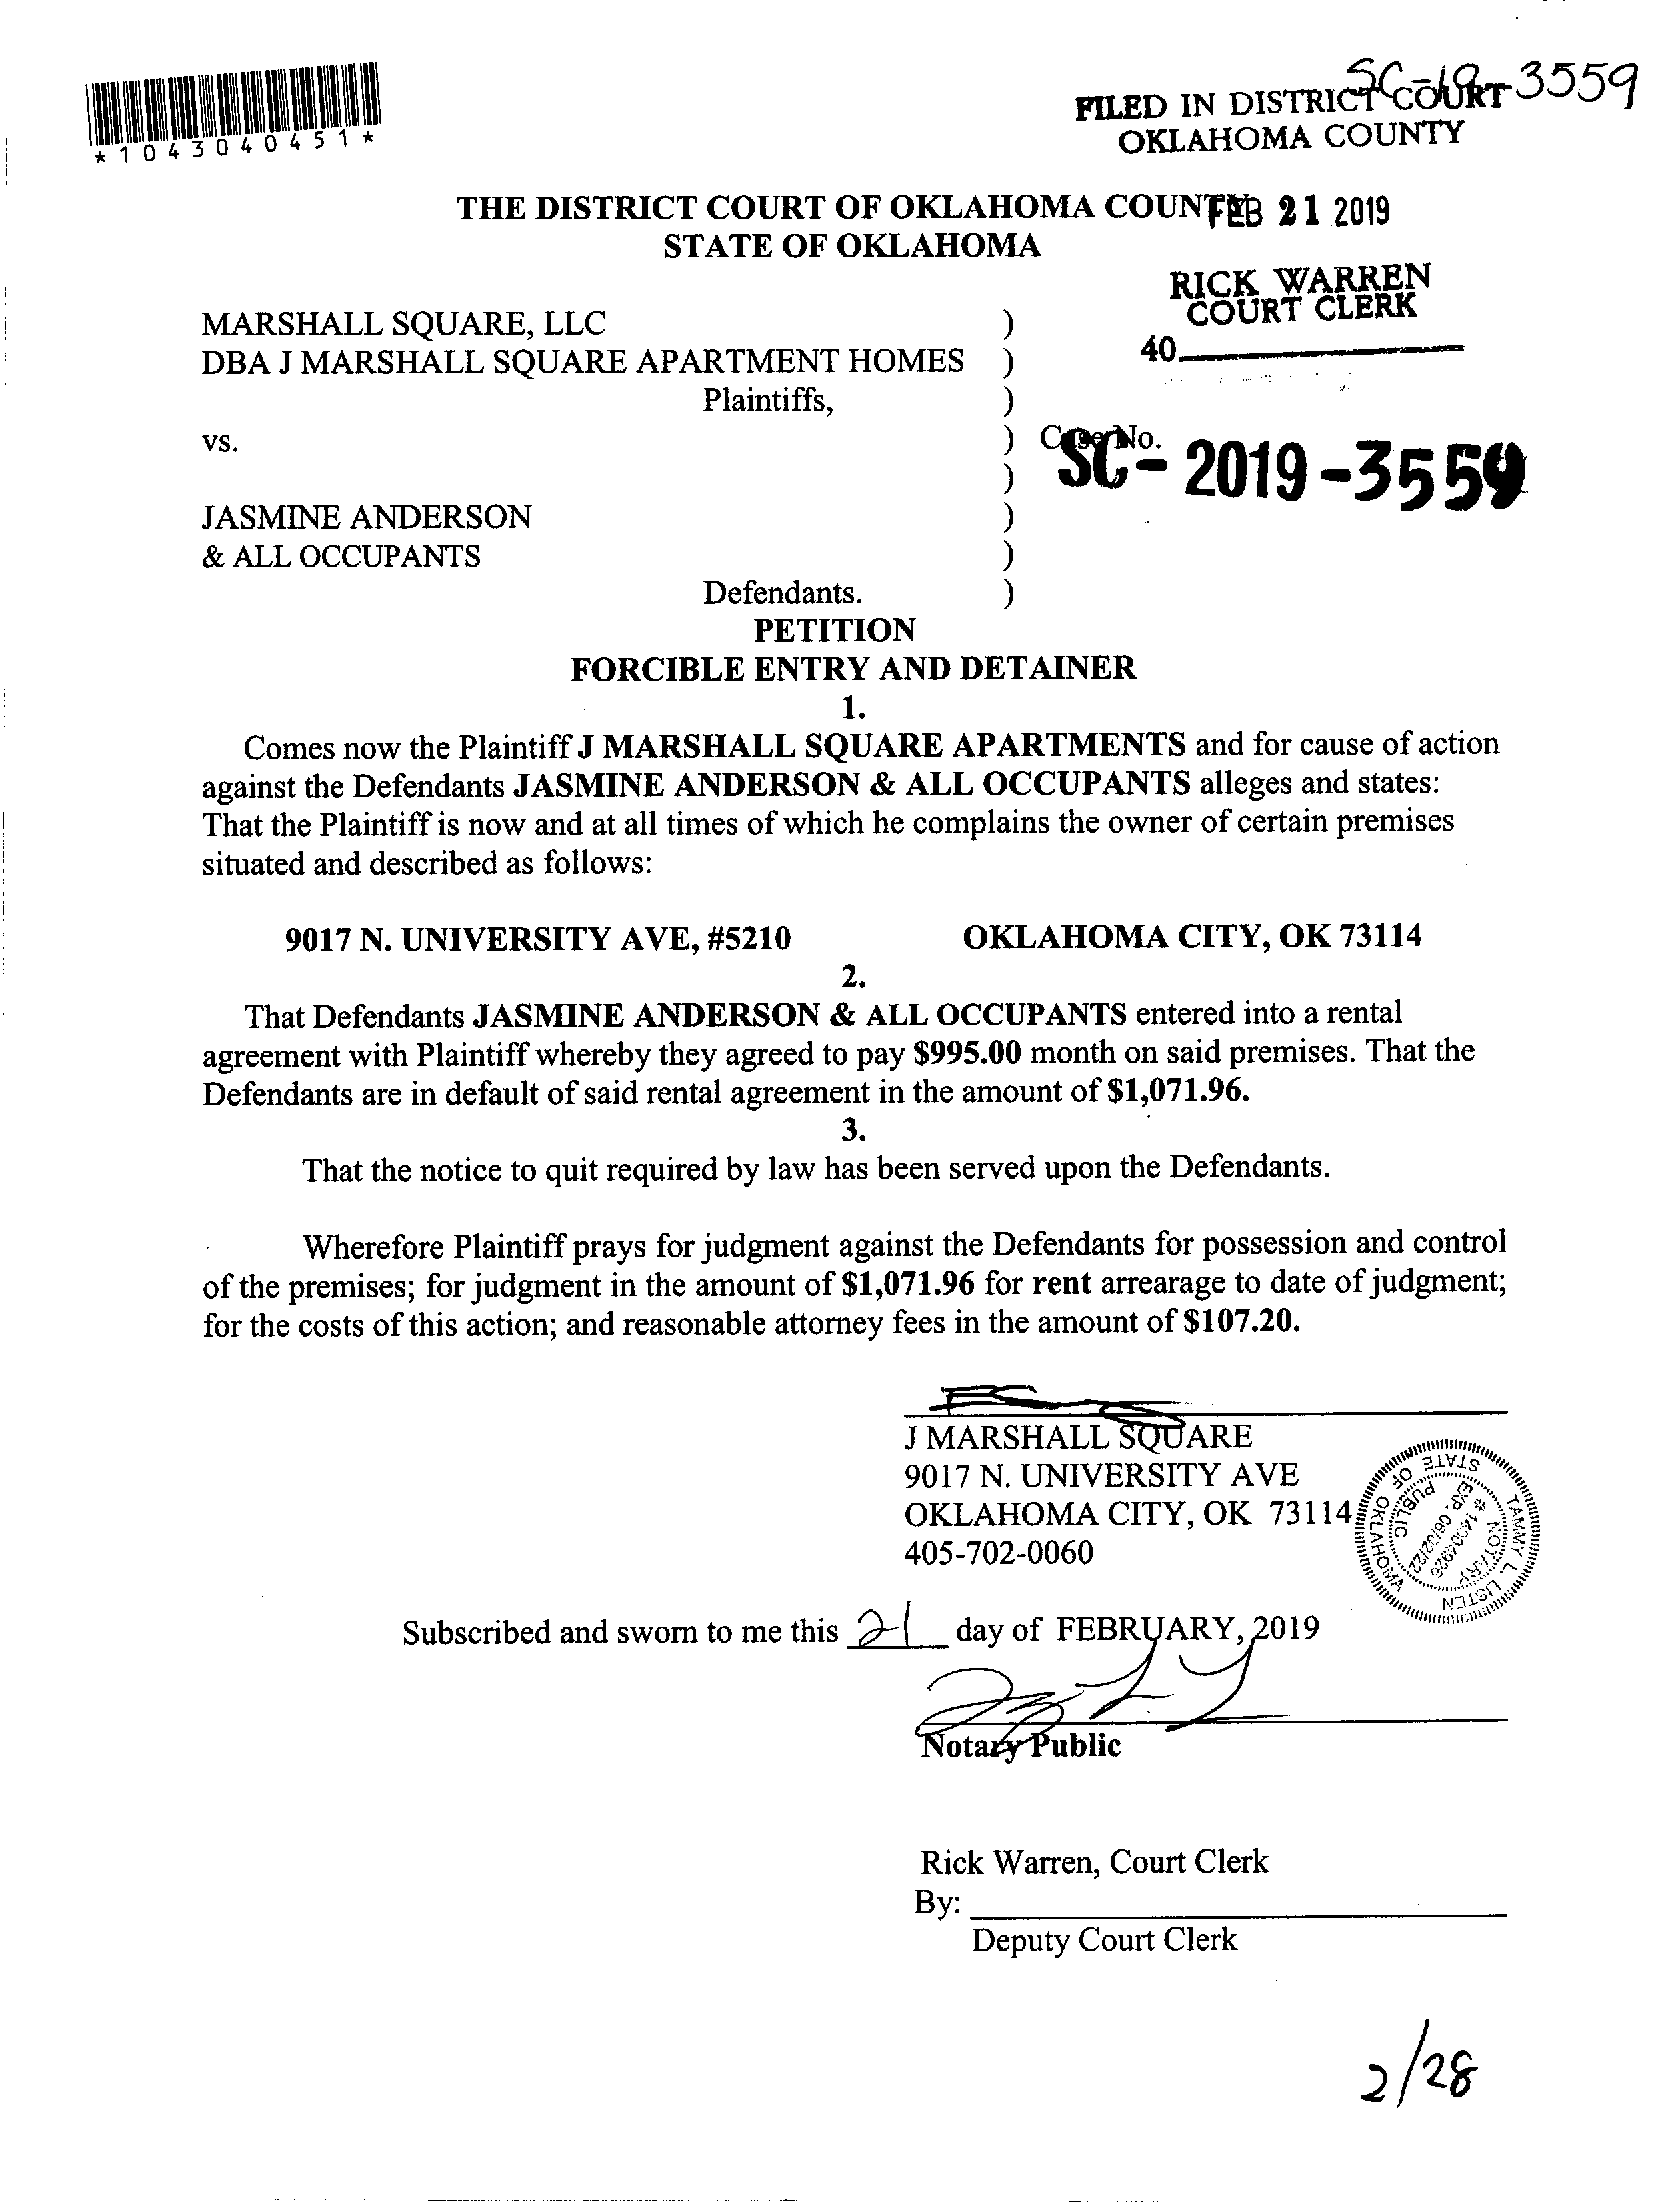 SC-19-3559
*1043040451*
FILED IN DISTRICT COURT
OKLAHOMA COUNTY
THE DISTRICT COURT OF OKLAHOMA COUNTY
FEB 21 2019
STATE OF OKLAHOMA
RICK WARREN
COURT CLERK
40
MARSHALL SQUARE, LLC )
DBA J MARSHALL SQUARE APARTMENT HOMES )
Plaintiffs, )
vs. ) Case No.
) SC-2019-3559
JASMINE ANDERSON )
& ALL OCCUPANTS )
Defendants. )
PETITION
FORCIBLE ENTRY AND DETAINER
1.
Comes now the Plaintiff J MARSHALL SQUARE APARTMENTS and for cause of action
against the Defendants JASMINE ANDERSON & ALL OCCUPANTS alleges and states:
That the Plaintiff is now and at all times of which he complains the owner of certain premises
situated and described as follows:
9017 N. UNIVERSITY AVE, #5210 OKLAHOMA CITY, OK 73114
2.
That Defendants JASMINE ANDERSON & ALL OCCUPANTS entered into a rental
agreement with Plaintiff whereby they agreed to pay $995.00 month on said premises. That the
Defendants are in default of said rental agreement in the amount of $1,071.96.
3.
That the notice to quit required by law has been served upon the Defendants.
Wherefore Plaintiff prays for judgment against the Defendants for possession and control
of the premises; for judgment in the amount of $1,071.96 for rent arrearage to date of judgment;
for the costs of this action; and reasonable attorney fees in the amount of $107.20.
J MARSHALL SQUARE
9017 N. UNIVERSITY AVE
OKLAHOMA CITY, OK 73114
405-702-0060
TAMMY L. LISTEN
STATE OF OKLAHOMA
NOTARY
PUBLIC
EXP. 06/02/22
Subscribed and sworn to me this 21 day of FEBRUARY, 2019
Notary Public
Rick Warren, Court Clerk
By:
Deputy Court Clerk
2/28